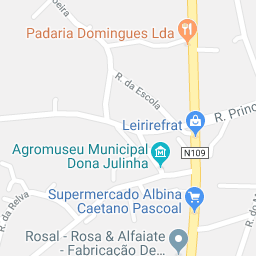 Padaria Domingues Lda
R. da Escola
R. Princ
Leirirefrat
Agromuseu Municipal
Dona Julinha
N109
Supermercado Albina
Caetano Pascoal
R. da Relva
Rosal - Rosa & Alfaiate
- Fabricação De...